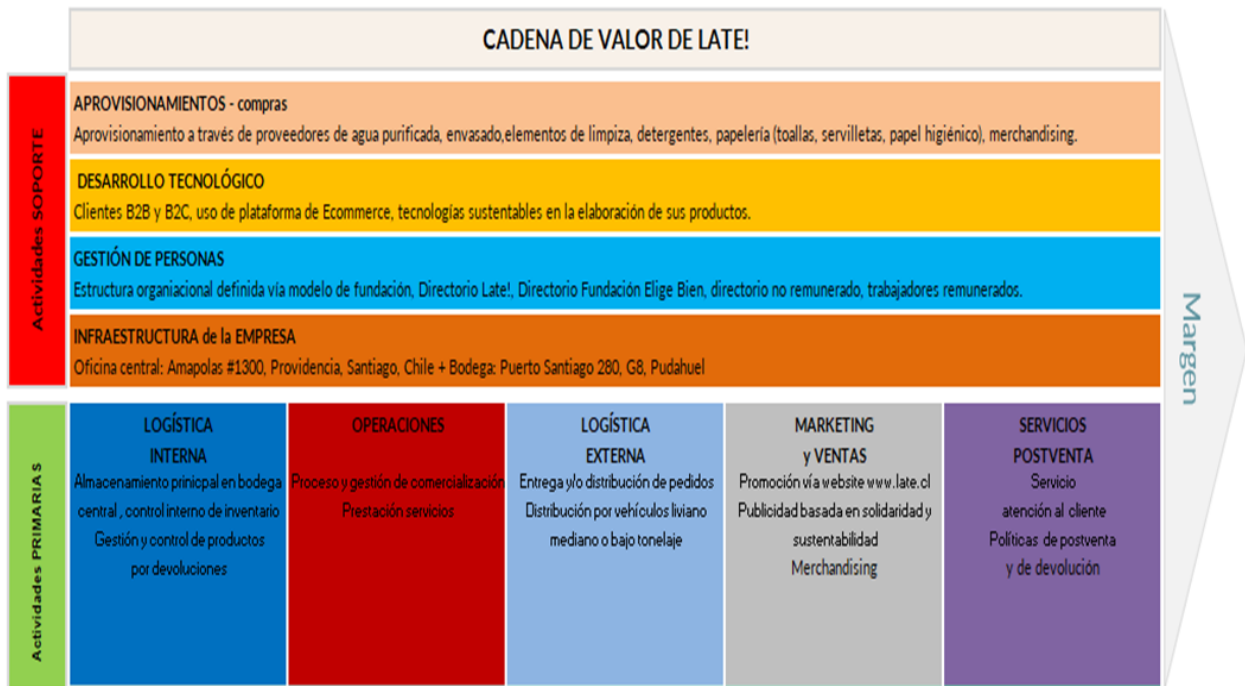 CADENA DE VALOR DE LATE!
Actividades SOPORTE
APROVISIONAMIENTOS - compras
Aprovisionamiento a través de proveedores de agua purificada, envasado,elementos de limpiza, detergentes, papelería (toallas, servilletas, papel higiénico), merchandising.
DESARROLLO TECNOLÓGICO
Clientes B2B y B2C, uso de plataforma de Ecommerce, tecnologías sustentables en la elaboración de sus productos.
GESTIÓN DE PERSONAS
Estructura organiacional definida vía modelo de fundación, Directorio Late!, Directorio Fundación Elige Bien, directorio no remunerado, trabajadores remunerados.
INFRAESTRUCTURA de la EMPRESA
Oficina central: Amapolas #1300, Providencia, Santiago, Chile + Bodega: Puerto Santiago 280, G8, Pudahuel
Margen
Actividades PRIMARIAS
LOGÍSTICA
INTERNA
Almacenamiento prinicpal en bodega
central , control interno de inventario
Gestión y control de productos
por devoluciones
OPERACIONES
Proceso y gestión de comercialización
Prestación servicios
LOGÍSTICA
EXTERNA
Entrega y/o distribución de pedidos
Distribución por vehículos liviano
mediano o bajo tonelaje
MARKETING
y VENTAS
Promoción vía website www.late.cl
Publicidad basada en solidaridad y
sustentabilidad
Merchandising
SERVICIOS
POSTVENTA
Servicio
atención al cliente
Políticas de postventa
y de devolución